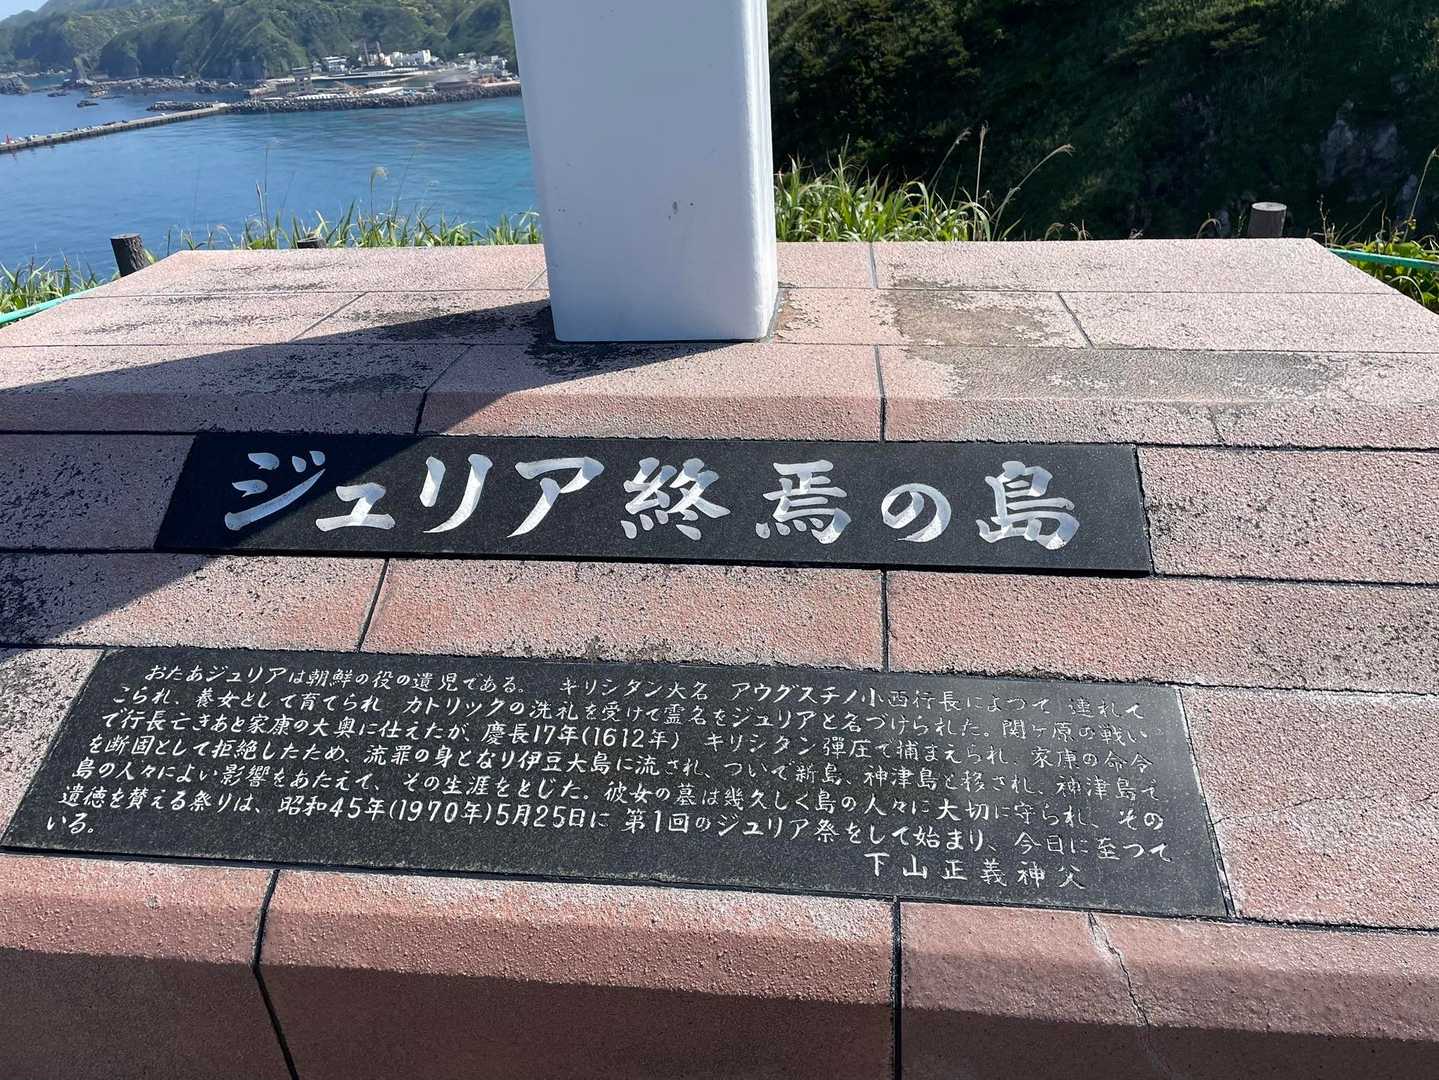 ジュリア終焉の島
おたあジュリアは朝鮮の役の遺児である。 キリシタン大名 アウグスチノ小西行長によつて 連れて
こられ、養女として育てられ カトリックの洗礼を受けて霊名をジュリアと名づけられた。関ヶ原の戦い
で行長亡きあと家康の大奥に仕えたが、慶長17年(1612年) キリシタン弾圧で捕まえられ、家康の命令
を断固として拒絶したため、流罪の身となり伊豆大島に流され、ついで新島、神津島と移され、神津島で
島の人々によい影響をあたえて、その生涯をとじた。彼女の墓は幾久しく島の人々に大切に守られ、その
遺徳を賛える祭りは、昭和45年(1970年)5月25日に 第1回のジュリア祭をして始まり、今日に至つて
いる。
下山正義神父